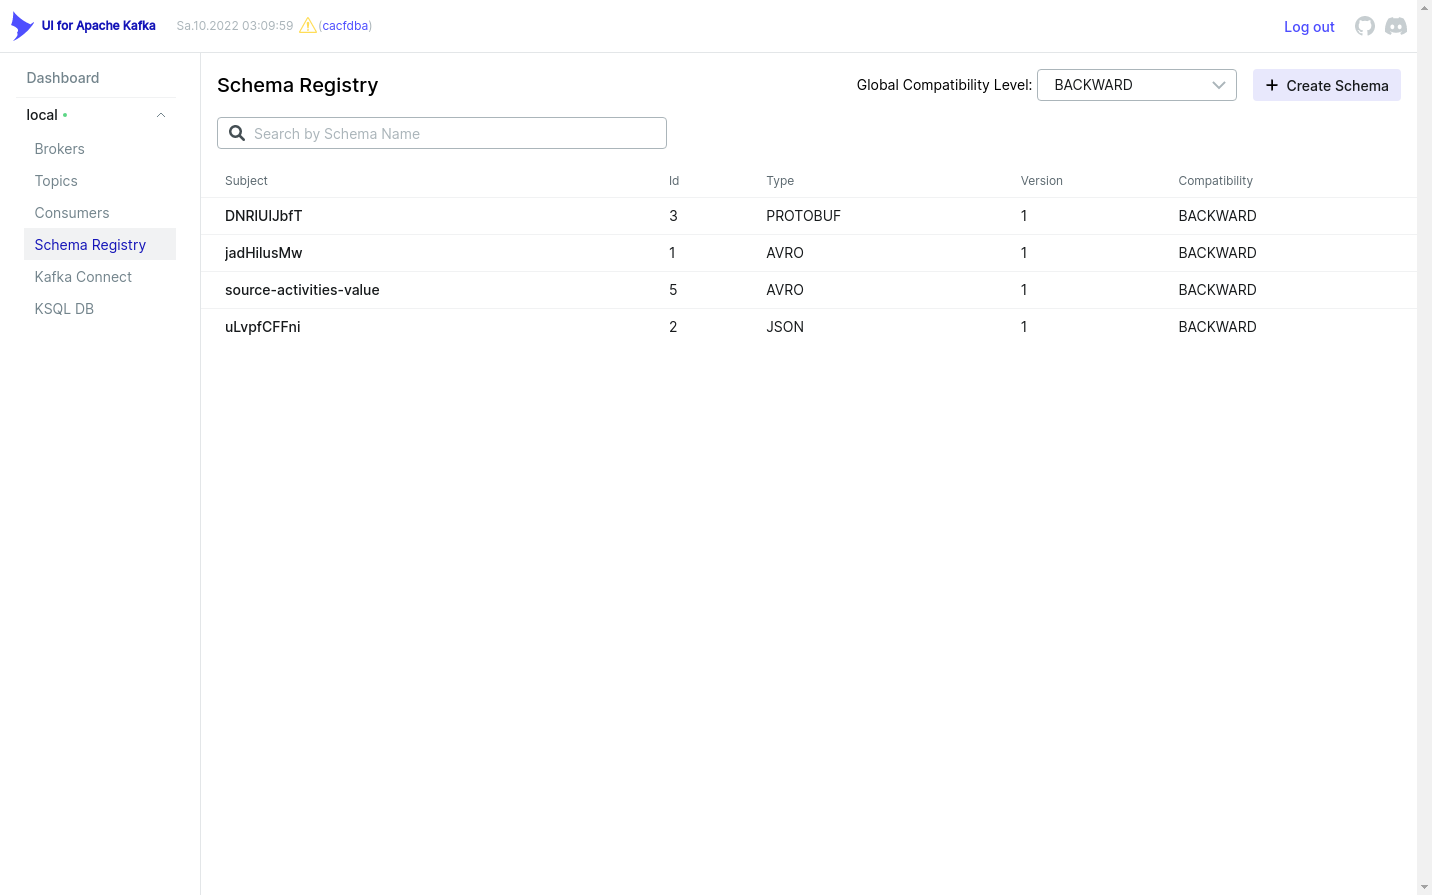 UI for Apache Kafka Sa.10.2022 03:09:59 (cacfdba) Log out
Dashboard
local
Brokers
Topics
Consumers
Schema Registry
Kafka Connect
KSQL DB
Schema Registry Global Compatibility Level: BACKWARD Create Schema
Search by Schema Name
Subject Id Type Version Compatibility
DNRlUIJbfT 3 PROTOBUF 1 BACKWARD
jadHilusMw 1 AVRO 1 BACKWARD
source-activities-value 5 AVRO 1 BACKWARD
uLvpfCFFni 2 JSON 1 BACKWARD